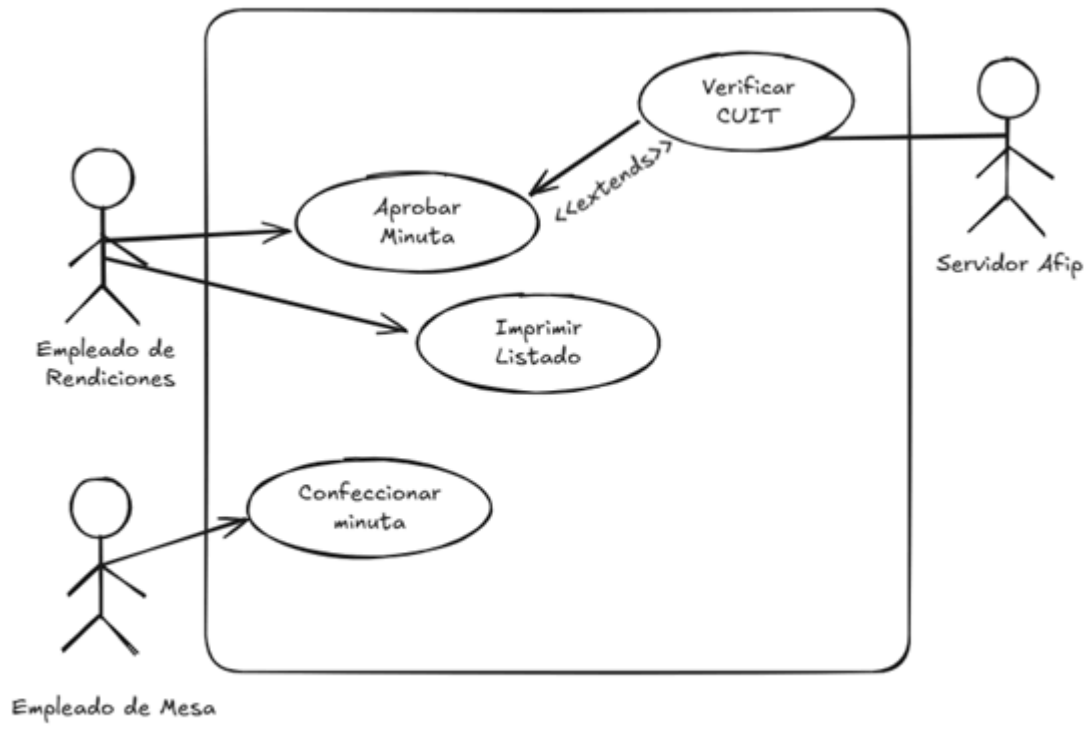 Verificar
CUIT
<<extends>>
Aprobar
Minuta
Servidor Afip
Imprimir
Listado
Empleado de
Rendiciones
Confeccionar
minuta
Empleado de Mesa